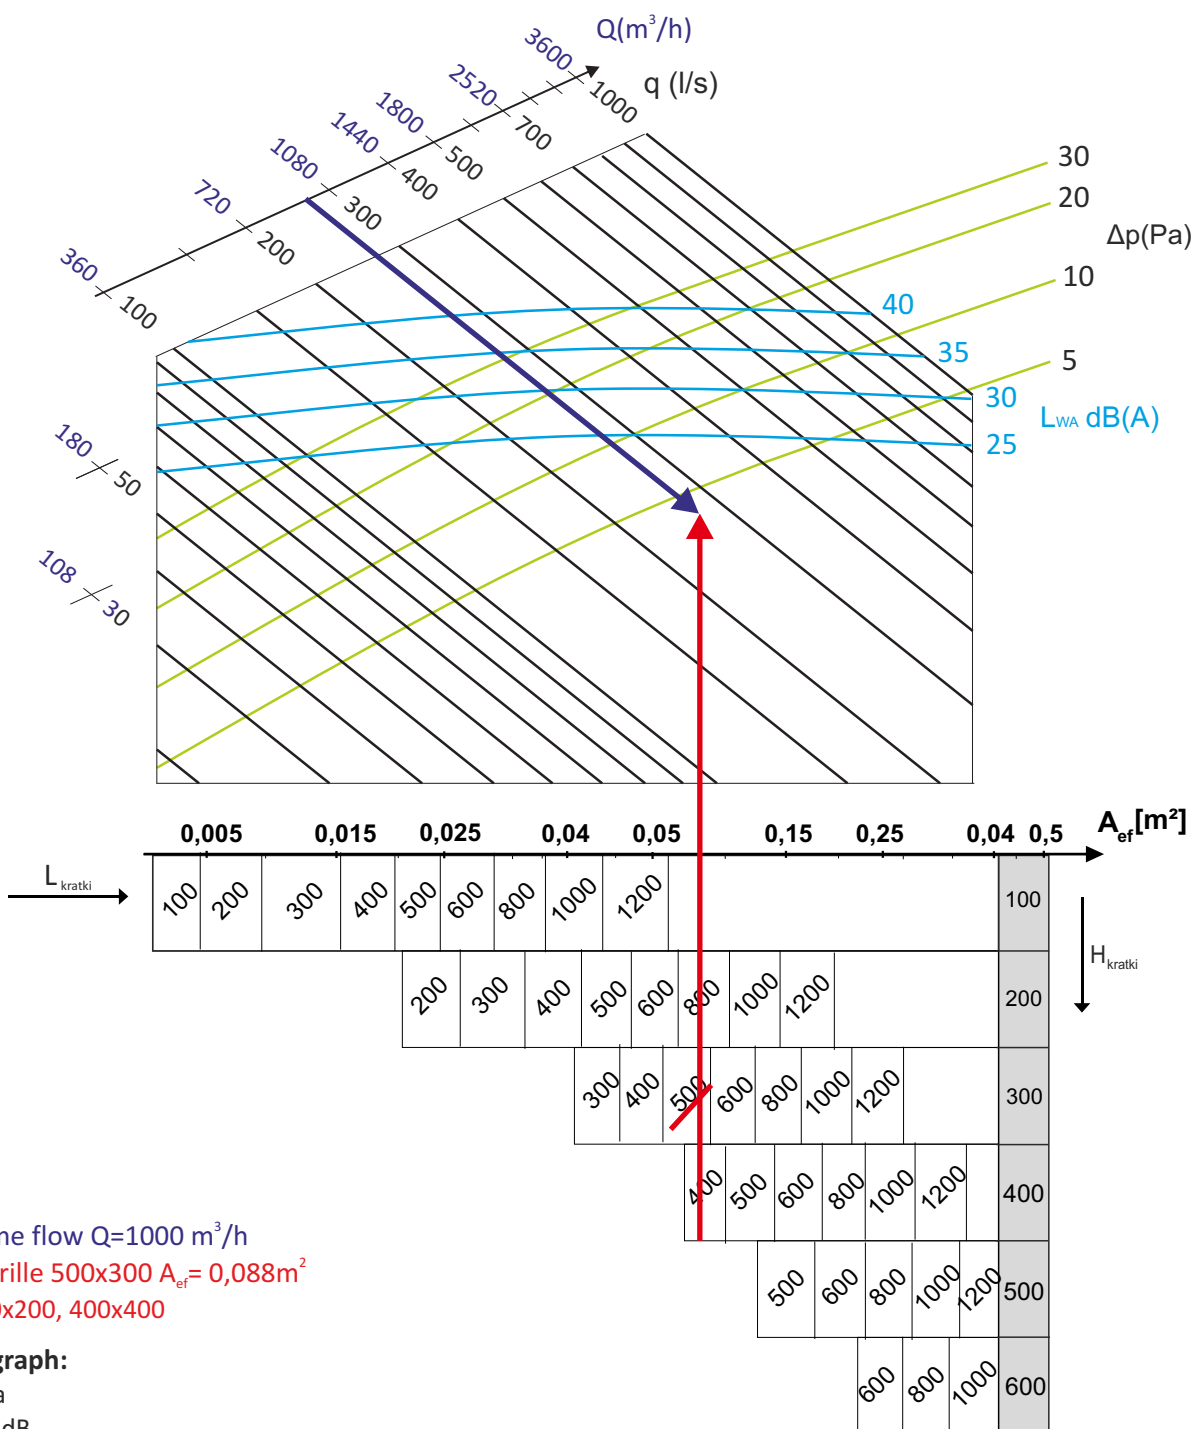 Q(m³/h)
q (l/s)
3600
1000
2520
700
1800
500
1440
400
1080
300
720
200
360
100
180
50
108
30
30
20
Δp(Pa)
10
5
40
35
30
25
LWA dB(A)
0,005 0,015 0,025 0,04 0,05 0,15 0,25 0,04 0,5 Aef[m²]
L kratki
100 200 300 400 500 600 800 1000 1200 100
H kratki
200 300 400 500 600 800 1000 1200 200
300 400 500 600 800 1000 1200 300
400 500 600 800 1000 1200 400
500 600 800 1000 1200 500
600 800 1000 600
flow Q=1000 m³/h
500x300 Aef= 0,088m²
x200, 400x400
graph:
dB